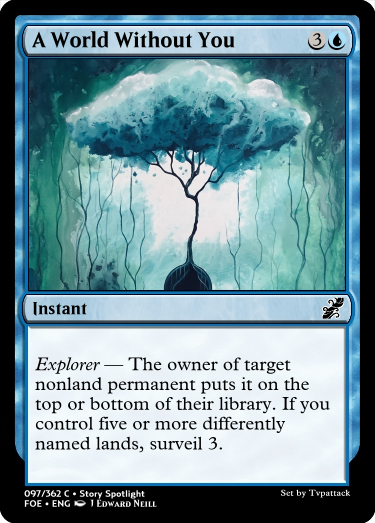 A World Without You 3
Instant
Explorer — The owner of target
nonland permanent puts it on the
top or bottom of their library. If you
control five or more differently
named lands, surveil 3.
097/362 C • Story Spotlight
Set by Tvpattack
FOE • ENG 1 Edward Neill